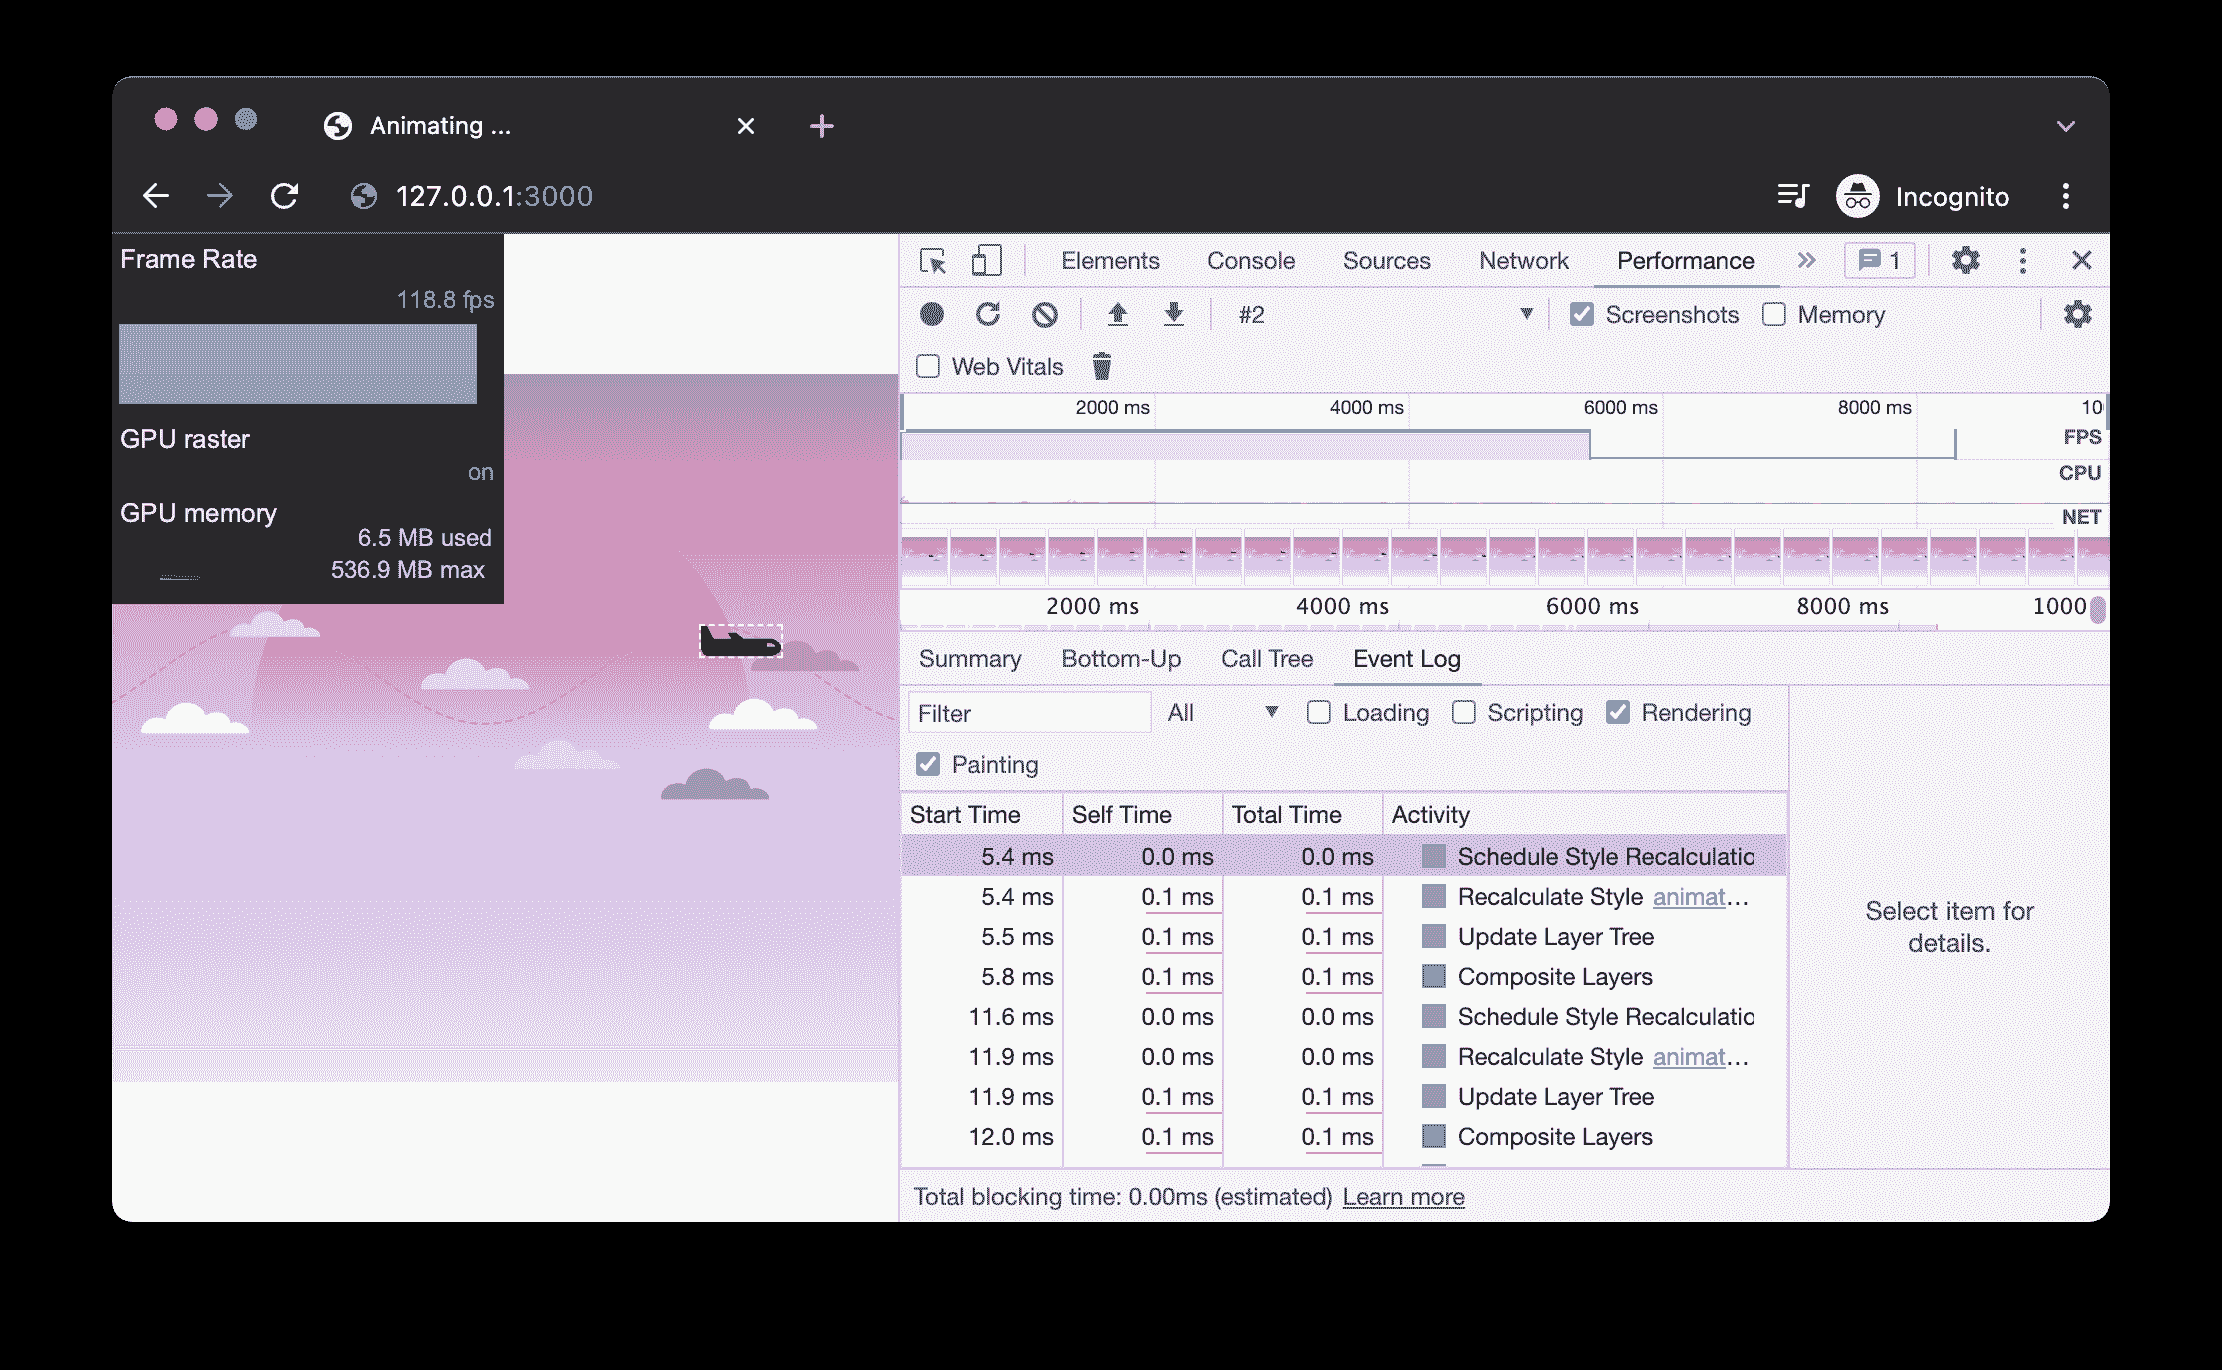 Animating ...
127.0.0.1:3000
Incognito
Frame Rate
118.8 fps
GPU raster
on
GPU memory
6.5 MB used
536.9 MB max
Elements Console Sources Network Performance 1
#2 Screenshots Memory
Web Vitals
2000 ms 4000 ms 6000 ms 8000 ms 10
FPS
CPU
NET
2000 ms 4000 ms 6000 ms 8000 ms 1000
Summary Bottom-Up Call Tree Event Log
Filter All Loading Scripting Rendering
Painting
Start Time Self Time Total Time Activity
5.4 ms 0.0 ms 0.0 ms Schedule Style Recalculatio
5.4 ms 0.1 ms 0.1 ms Recalculate Style animat...
5.5 ms 0.1 ms 0.1 ms Update Layer Tree
5.8 ms 0.1 ms 0.1 ms Composite Layers
11.6 ms 0.0 ms 0.0 ms Schedule Style Recalculatio
11.9 ms 0.0 ms 0.0 ms Recalculate Style animat...
11.9 ms 0.1 ms 0.1 ms Update Layer Tree
12.0 ms 0.1 ms 0.1 ms Composite Layers
Select item for
details.
Total blocking time: 0.00ms (estimated) Learn more